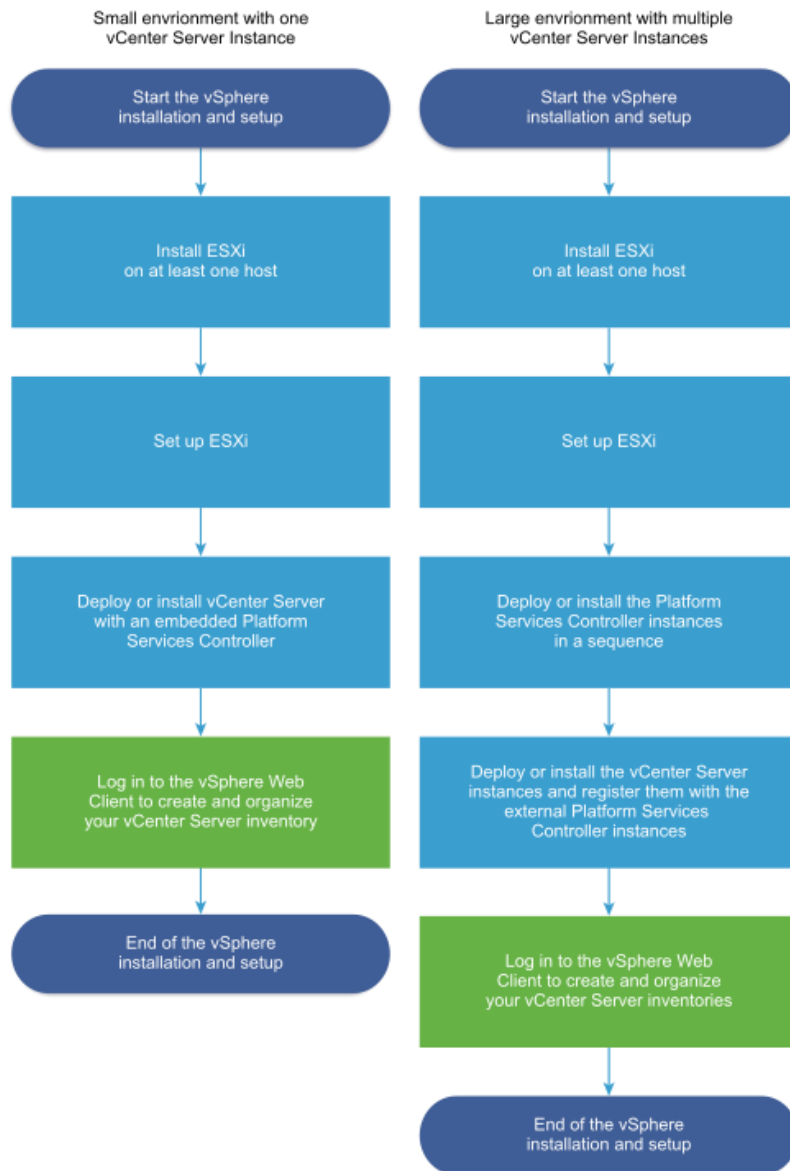 Small envrionment with one
vCenter Server Instance
Start the vSphere
installation and setup
Install ESXi
on at least one host
Set up ESXi
Deploy or install vCenter Server
with an embedded Platform
Services Controller
Log in to the vSphere Web
Client to create and organize
your vCenter Server inventory
End of the vSphere
installation and setup
Large envrionment with multiple
vCenter Server Instances
Start the vSphere
installation and setup
Install ESXi
on at least one host
Set up ESXi
Deploy or install the Platform
Services Controller instances
in a sequence
Deploy or install the vCenter Server
instances and register them with the
external Platform Services
Controller instances
Log in to the vSphere Web
Client to create and organize
your vCenter Server inventories
End of the vSphere
installation and setup